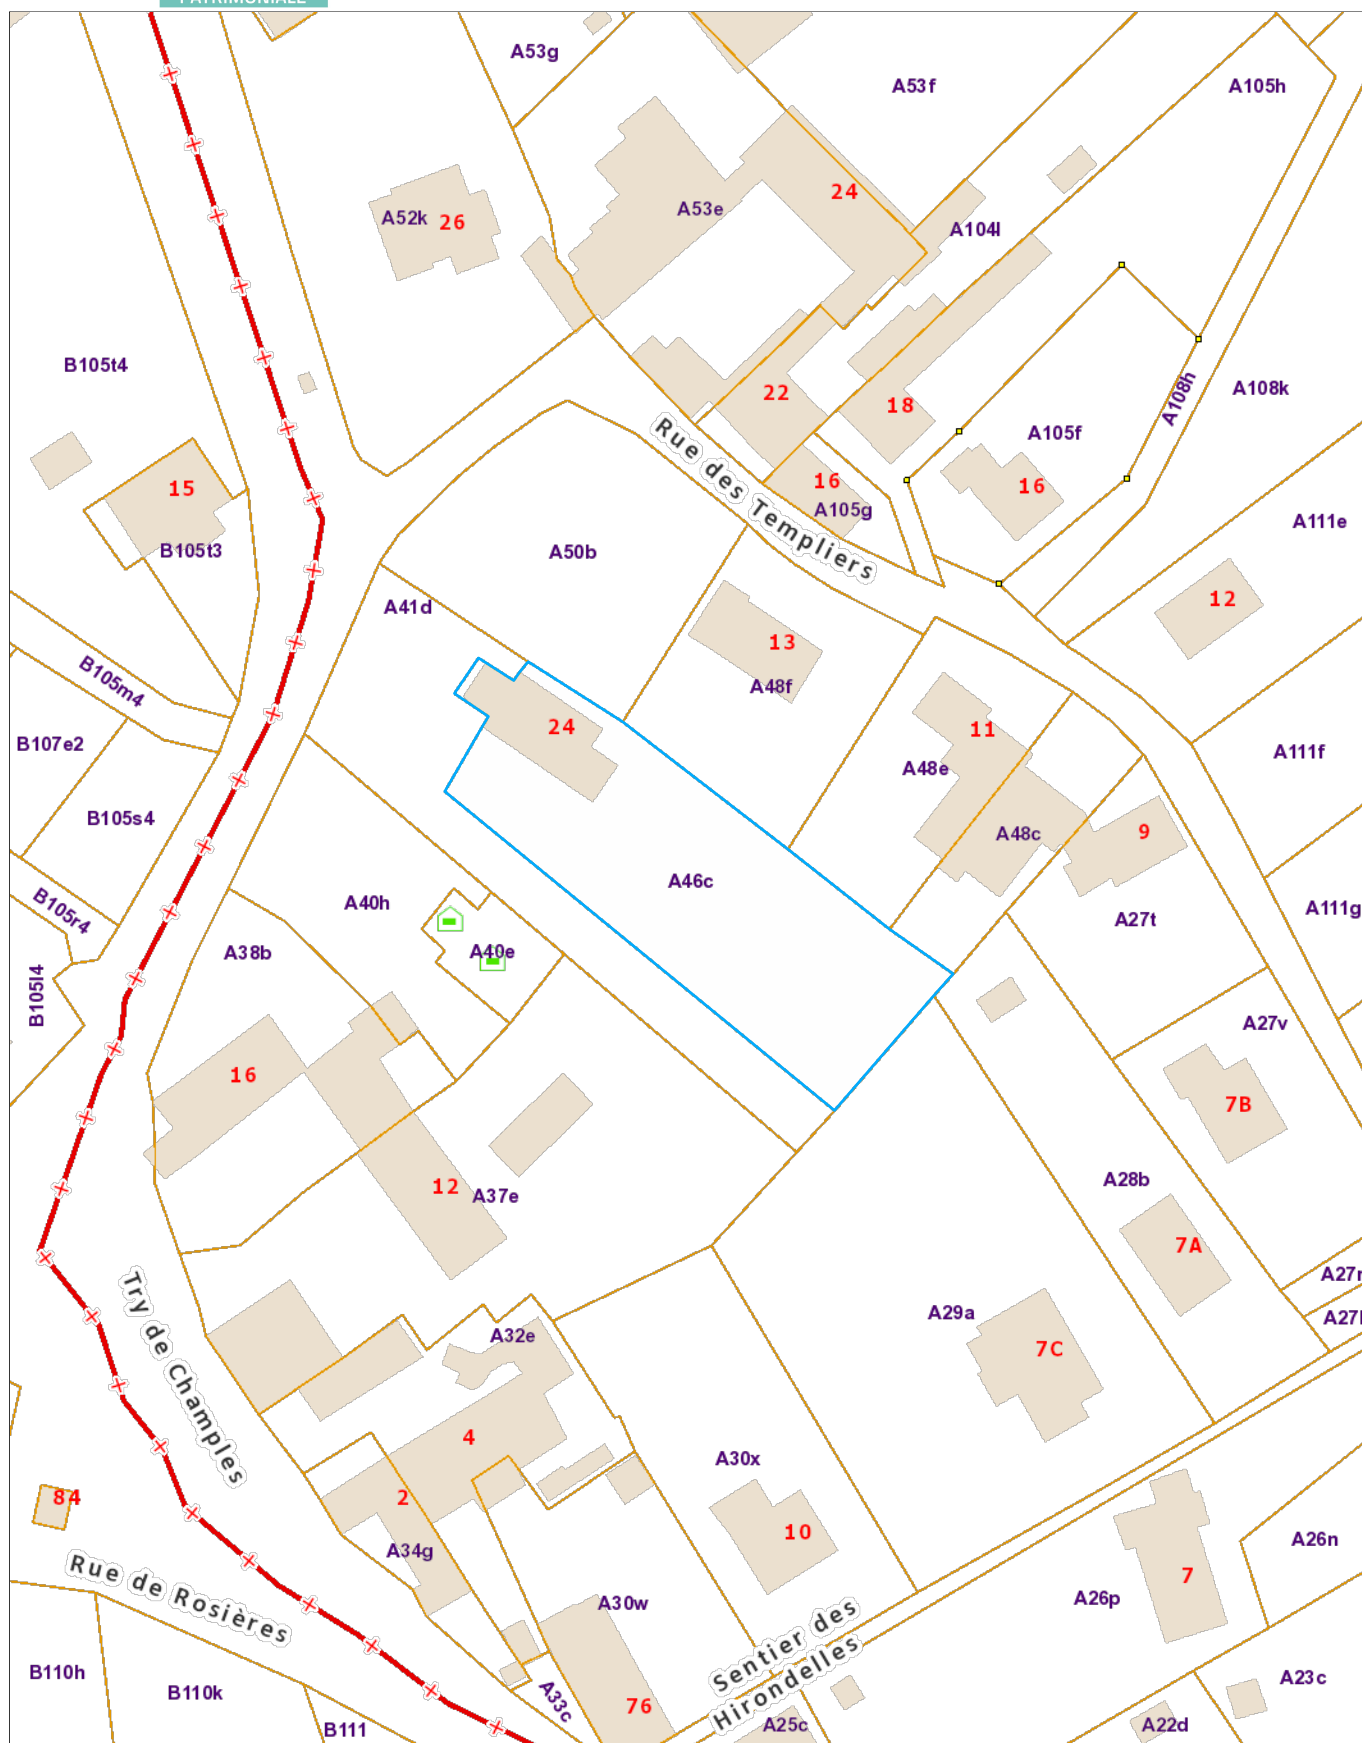 PATRIMONIALE
A53g
A53f
A105h
A53e
24
A52k
26
A104l
B105t4
A108h
A108k
22
18
A105f
Rue des Templiers
15
16
A105g
16
A111e
B105t3
A50b
A41d
12
13
A48f
B105m4
24
11
B107e2
A111f
A48e
B105s4
A48c
9
A46c
B105r4
A40h
A27t
A111g
A38b
A40e
B105l4
A27v
16
7B
12
A37e
A28b
7A
Try de Champles
A32e
A29a
7C
4
A30x
84
2
10
A34g
A26n
Rue de Rosières
A30w
7
A26p
Sentier des
Hirondelles
B110h
B110k
A33c
76
A23c
B111
A25c
A22d